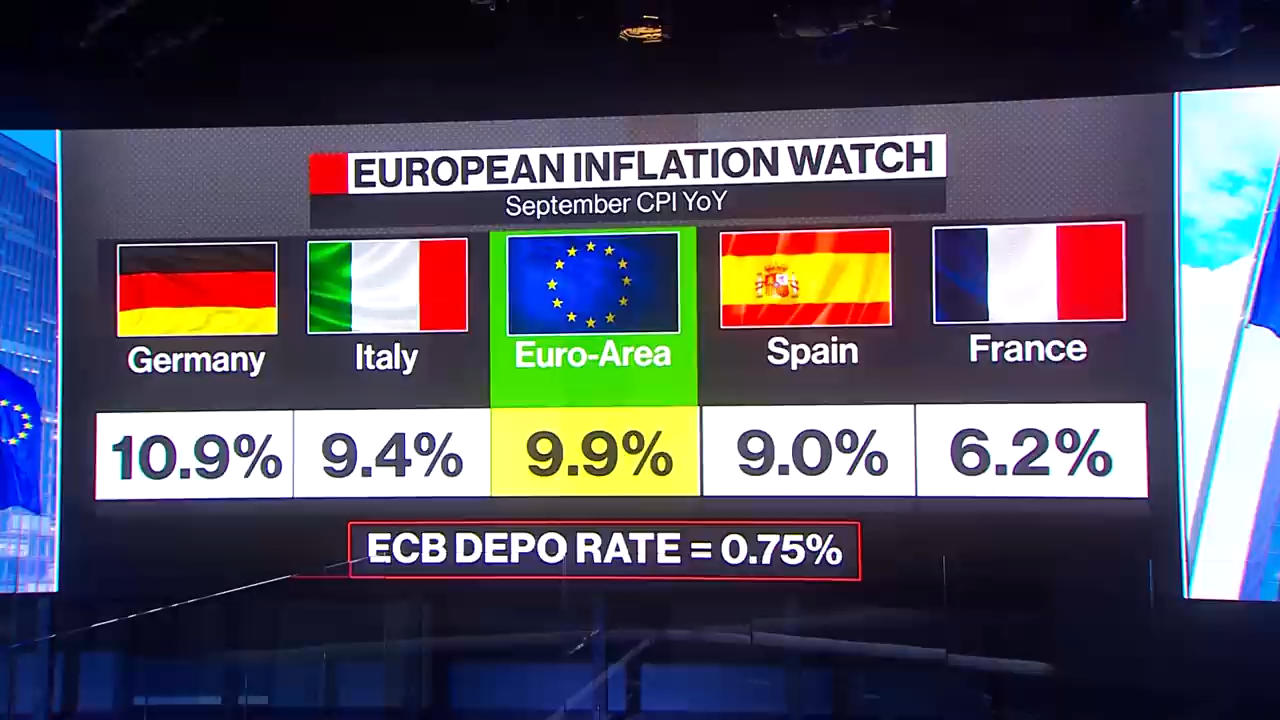 EUROPEAN INFLATION WATCH
September CPI YoY
Germany
Italy
Euro-Area
Spain
France
10.9%
9.4%
9.9%
9.0%
6.2%
ECB DEPO RATE = 0.75%